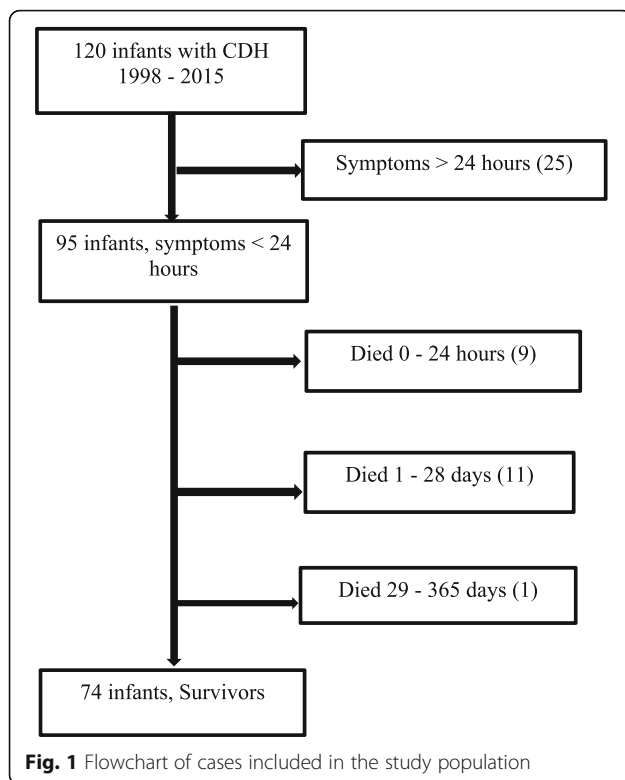 120 infants with CDH
1998 - 2015
Symptoms > 24 hours (25)
95 infants, symptoms < 24
hours
Died 0 - 24 hours (9)
Died 1 - 28 days (11)
Died 29 - 365 days (1)
74 infants, Survivors
Fig. 1 Flowchart of cases included in the study population